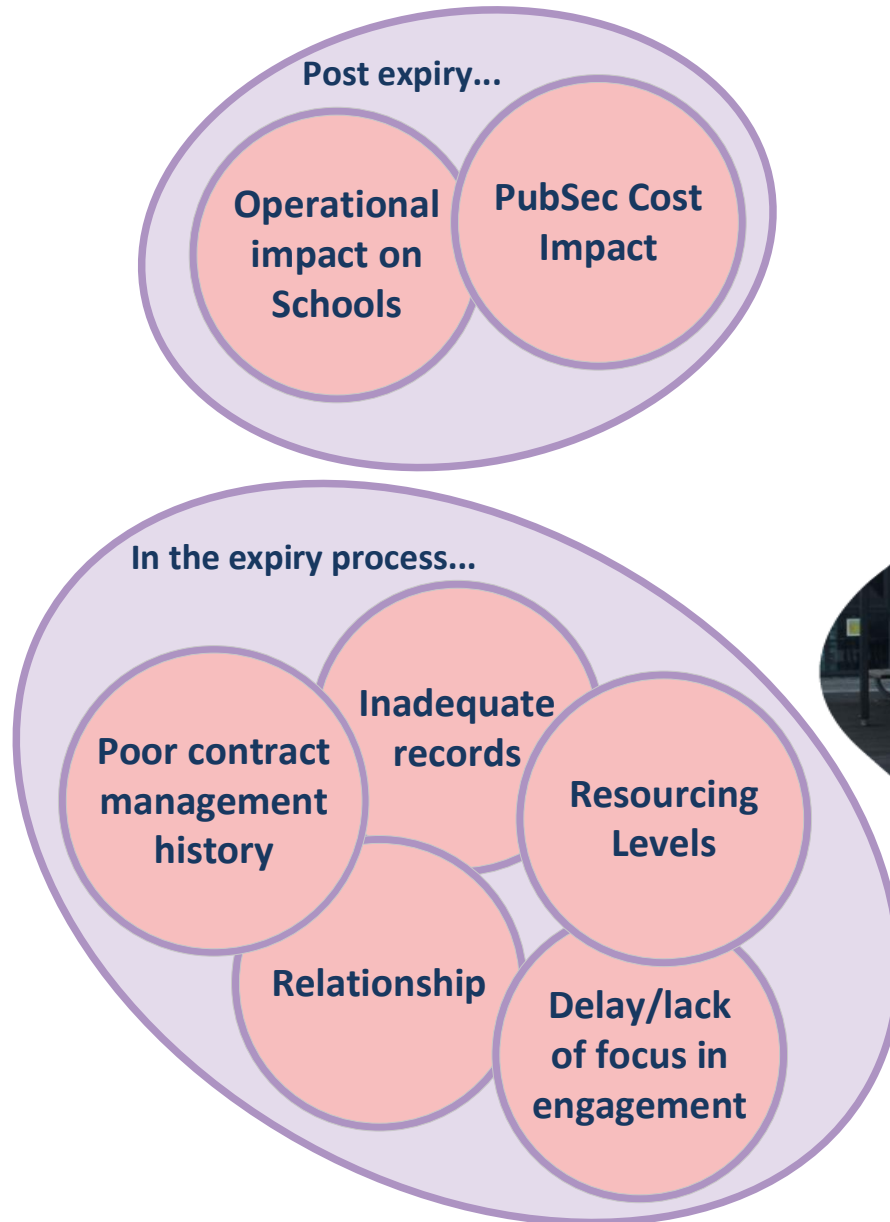 Post expiry...
Operational
impact on
Schools
PubSec Cost
Impact
In the expiry process...
Inadequate
records
Poor contract
management
history
Resourcing
Levels
Relationship
Delay/lack
of focus in
engagement